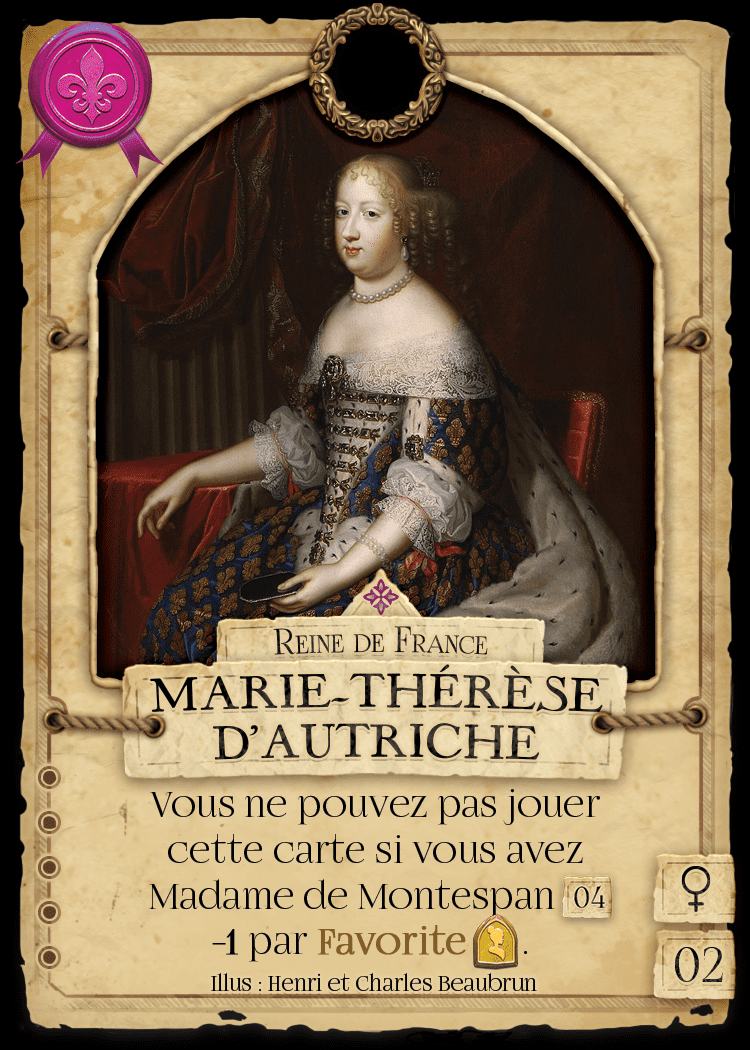 REINE DE FRANCE
MARIE-THÉRÈSE
D'AUTRICHE
Vous ne pouvez pas jouer
cette carte si vous avez
Madame de Montespan 04
-1 par Favorite .
Illus : Henri et Charles Beaubrun
♀
02